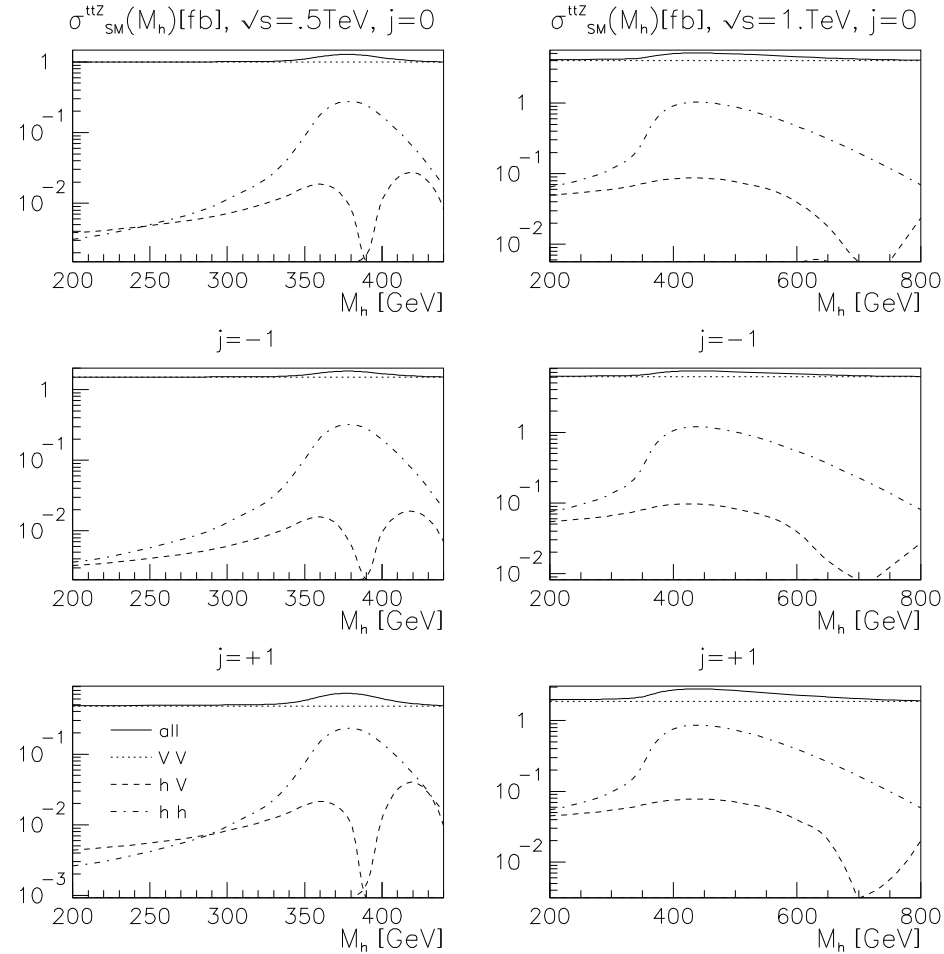 σ^ttZ_SM(M_h)[fb], √s=.5TeV, j=0
σ^ttZ_SM(M_h)[fb], √s=1.TeV, j=0
1
10^-1
10^-2
200 250 300 350 400
M_h [GeV]
1
10^-1
10^-2
200 400 600 800
M_h [GeV]
j=-1
j=-1
1
10^-1
10^-2
200 250 300 350 400
M_h [GeV]
1
10^-1
10^-2
200 400 600 800
M_h [GeV]
j=+1
j=+1
10^-1
10^-2
10^-3
all
V V
h V
h h
200 250 300 350 400
M_h [GeV]
1
10^-1
10^-2
200 400 600 800
M_h [GeV]